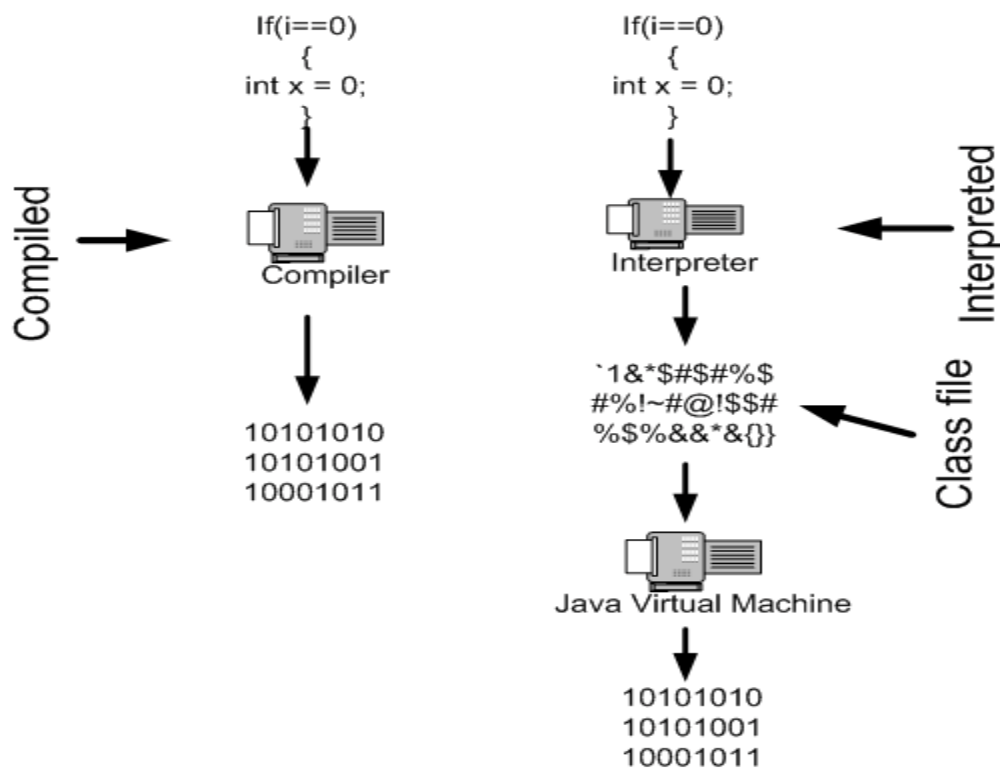 If(i==0)
{
int x = 0;
}
Compiled
Compiler
10101010
10101001
10001011
If(i==0)
{
int x = 0;
}
Interpreted
Interpreter
`1&*$#$#%$
#%!~#@!$$#
%$%&&*&{}}
Class file
Java Virtual Machine
10101010
10101001
10001011